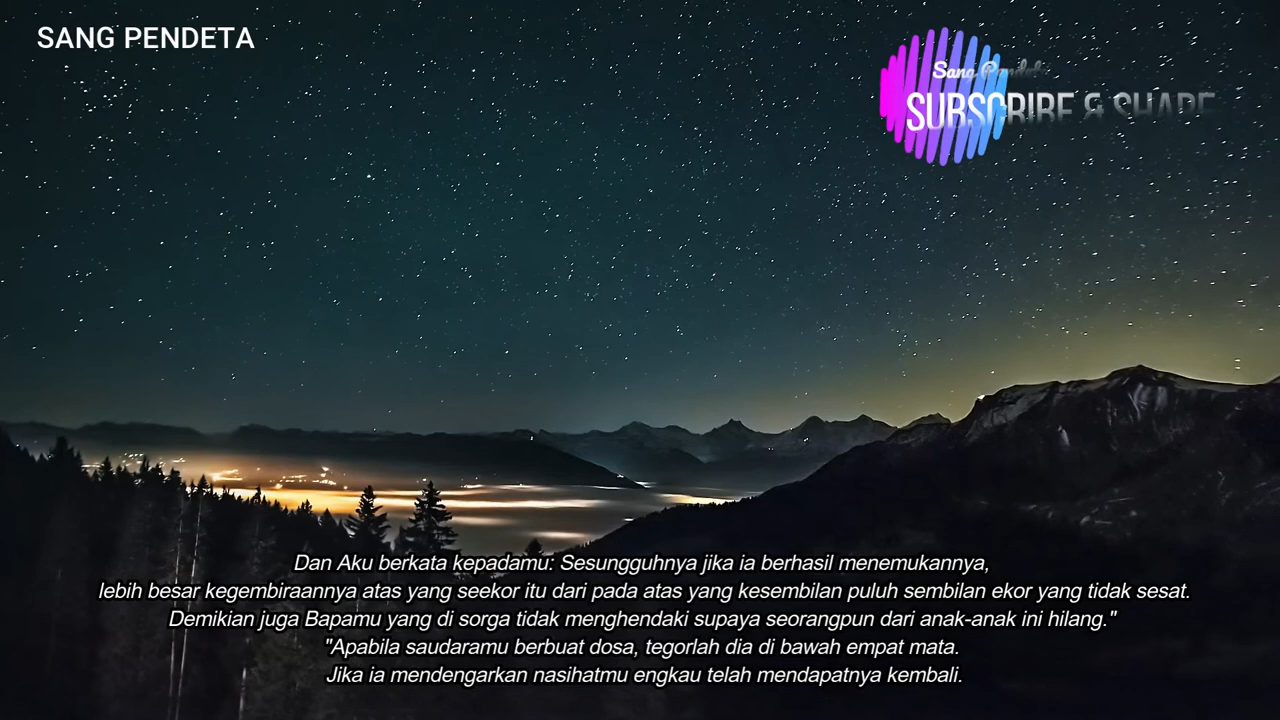 SANG PENDETA
Sang Pendeta
SUBSCRIBE & SHARE
Dan Aku berkata kepadamu: Sesungguhnya jika ia berhasil menemukannya,
lebih besar kegembiraannya atas yang seekor itu dari pada atas yang kesembilan puluh sembilan ekor yang tidak sesat.
Demikian juga Bapamu yang di sorga tidak menghendaki supaya seorangpun dari anak-anak ini hilang."
"Apabila saudaramu berbuat dosa, tegorlah dia di bawah empat mata.
Jika ia mendengarkan nasihatmu engkau telah mendapatnya kembali.